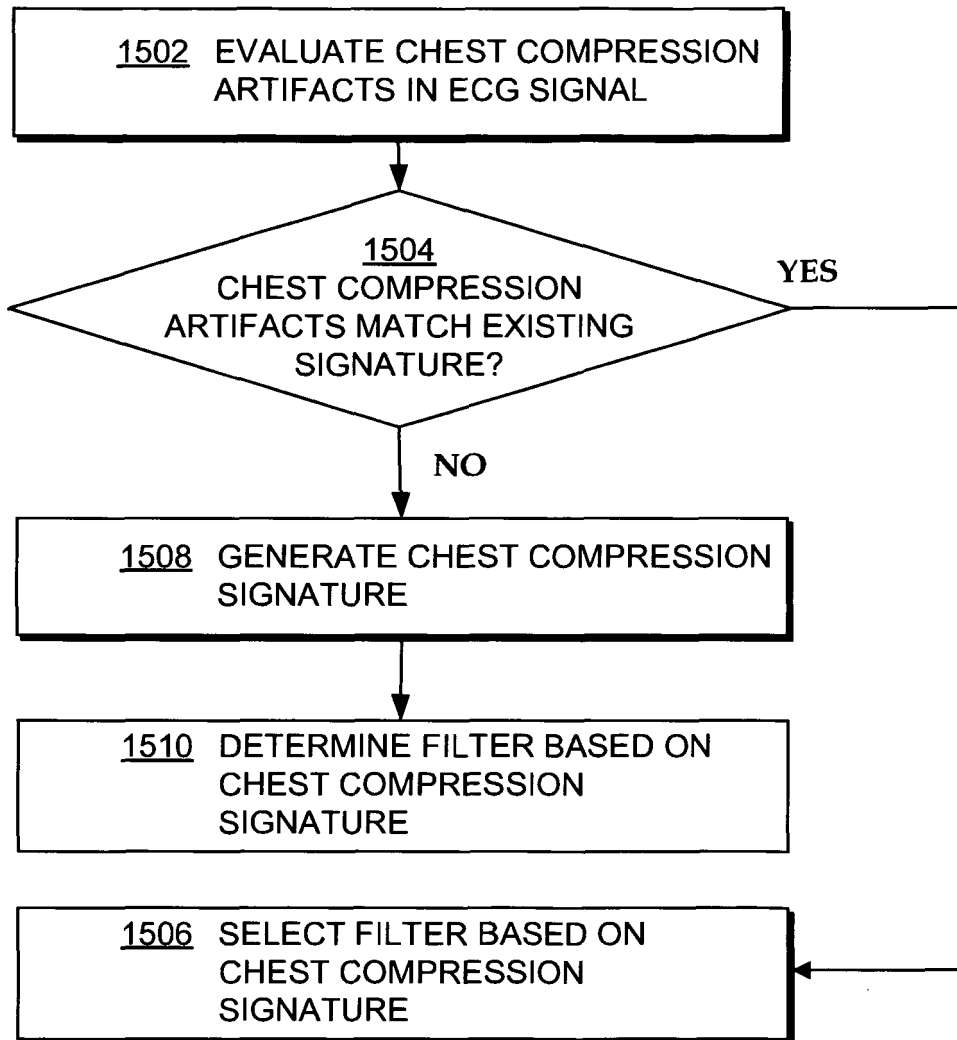 1502 EVALUATE CHEST COMPRESSION
ARTIFACTS IN ECG SIGNAL
1504
CHEST COMPRESSION
ARTIFACTS MATCH EXISTING
SIGNATURE?
YES
NO
1508 GENERATE CHEST COMPRESSION
SIGNATURE
1510 DETERMINE FILTER BASED ON
CHEST COMPRESSION
SIGNATURE
1506 SELECT FILTER BASED ON
CHEST COMPRESSION
SIGNATURE